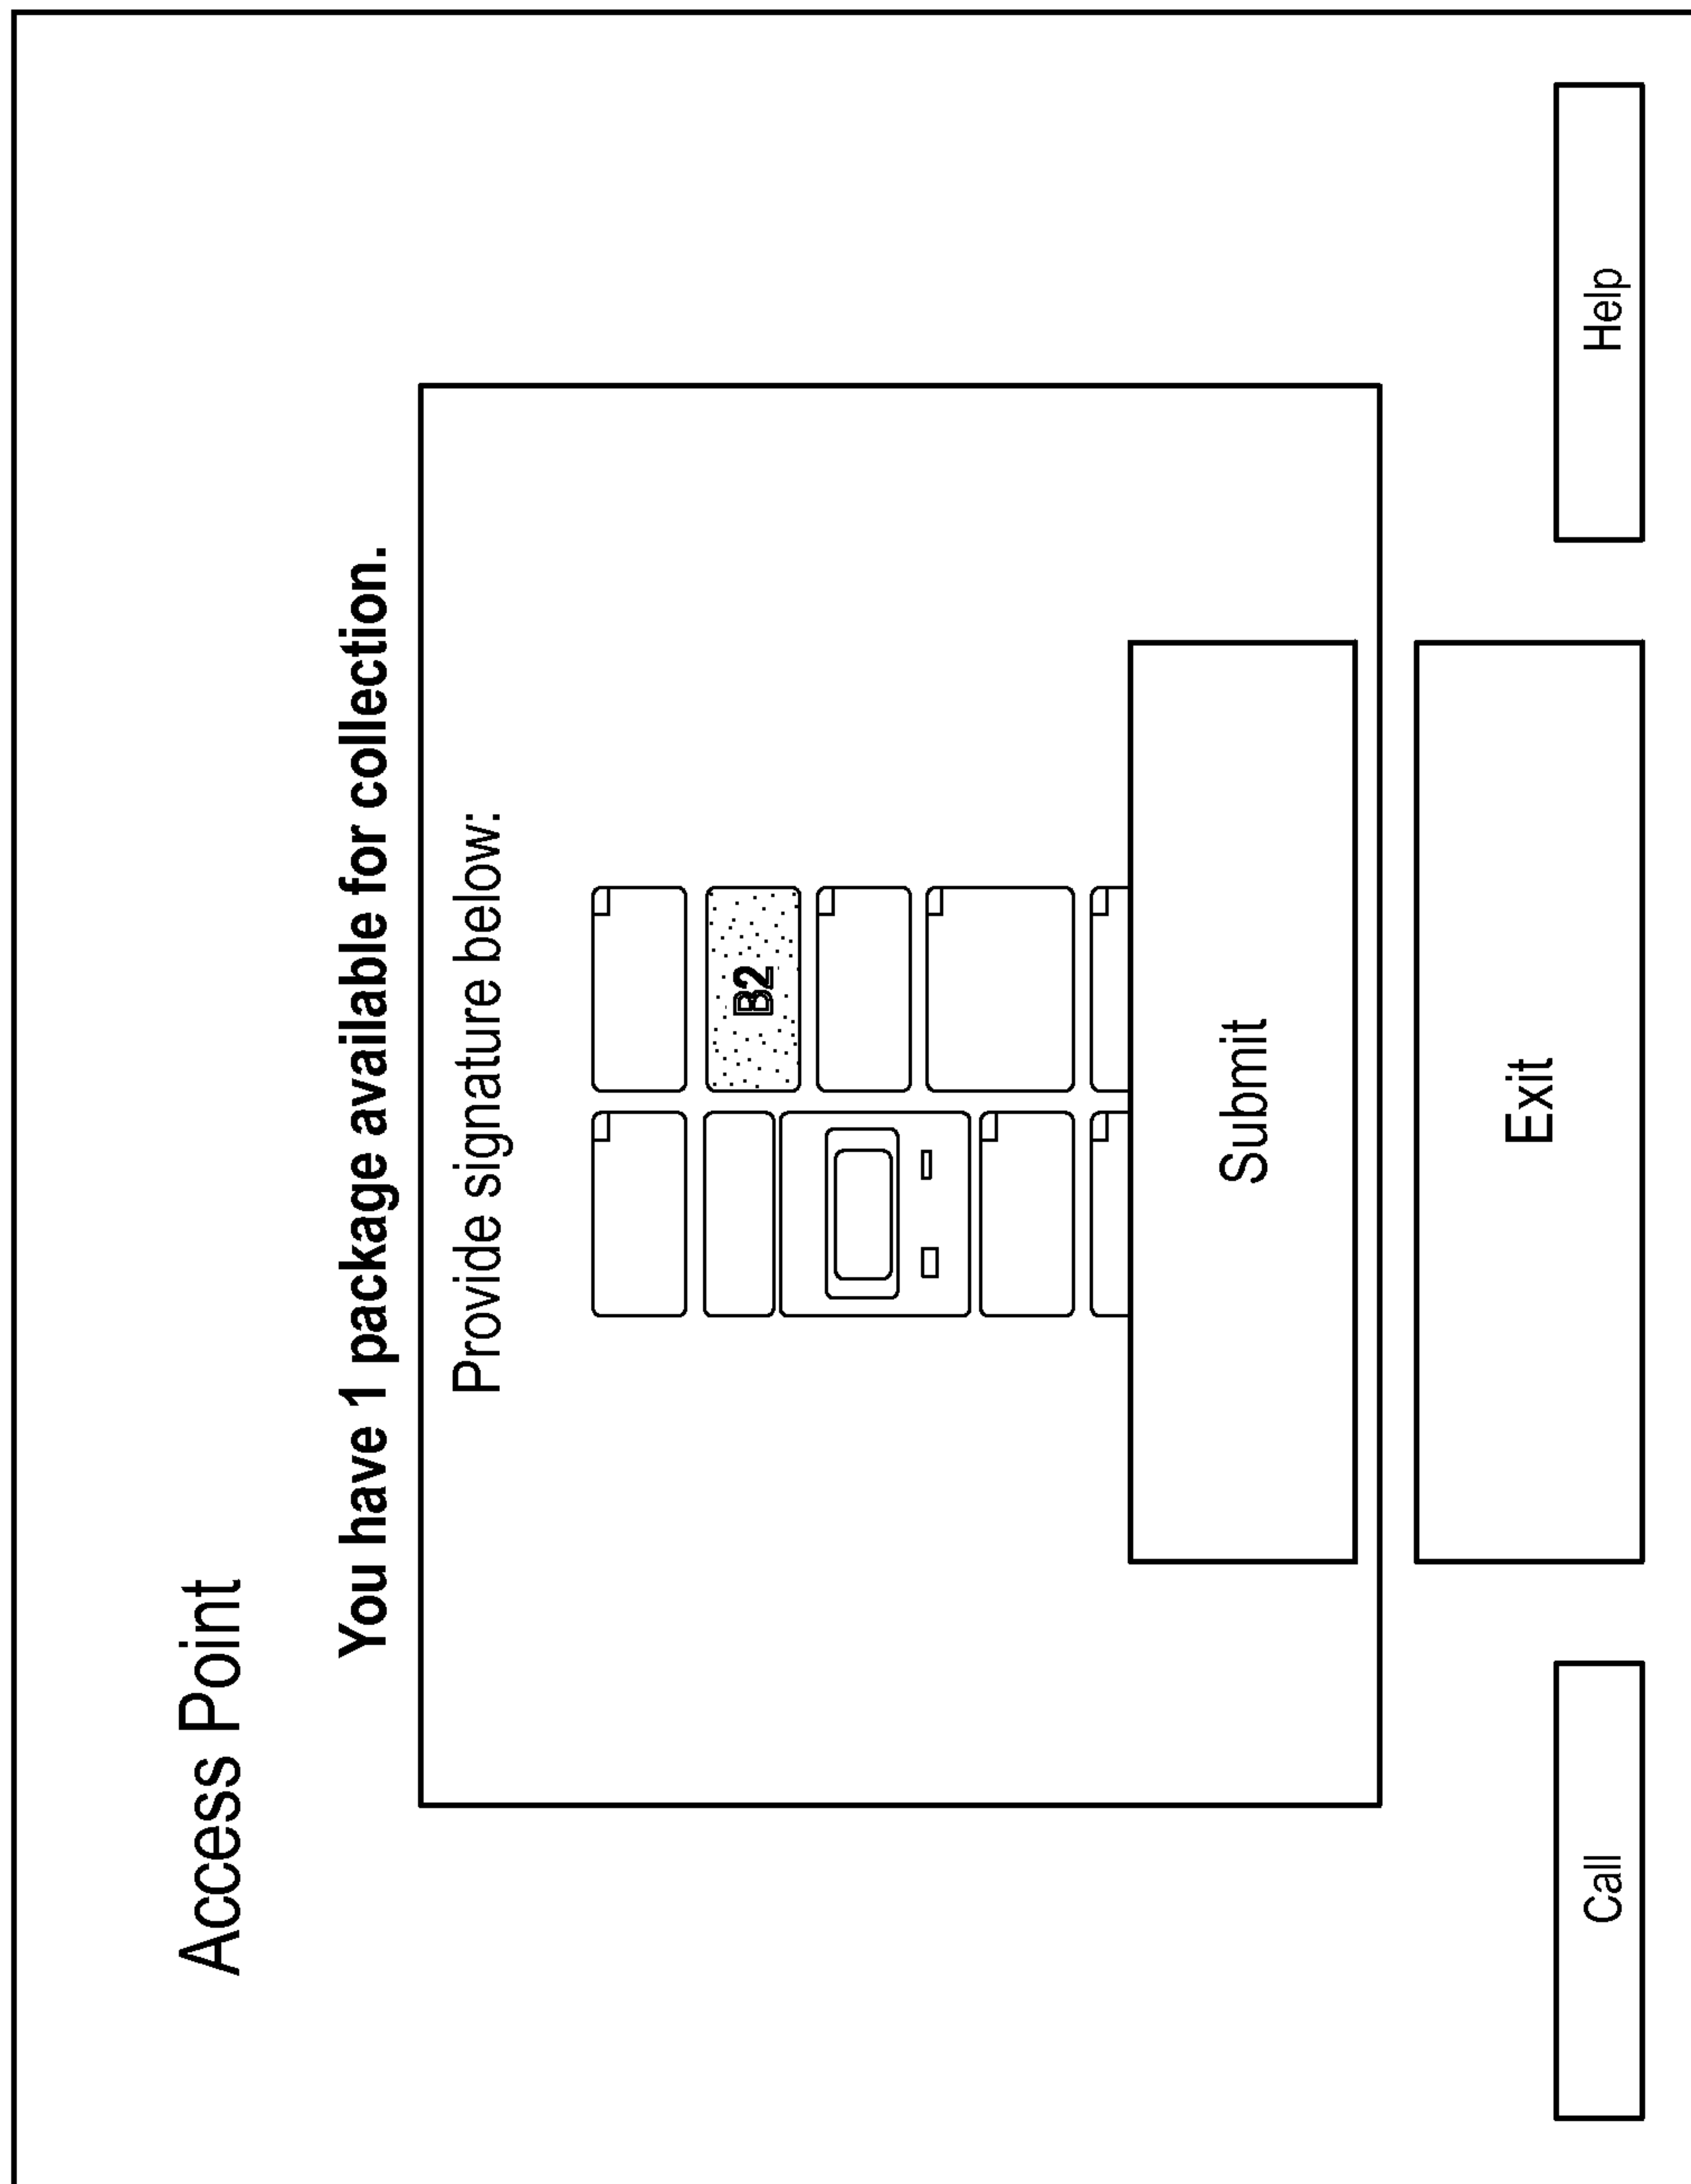 Access Point
You have 1 package available for collection.
Provide signature below:
B2
Submit
Exit
Call
Help